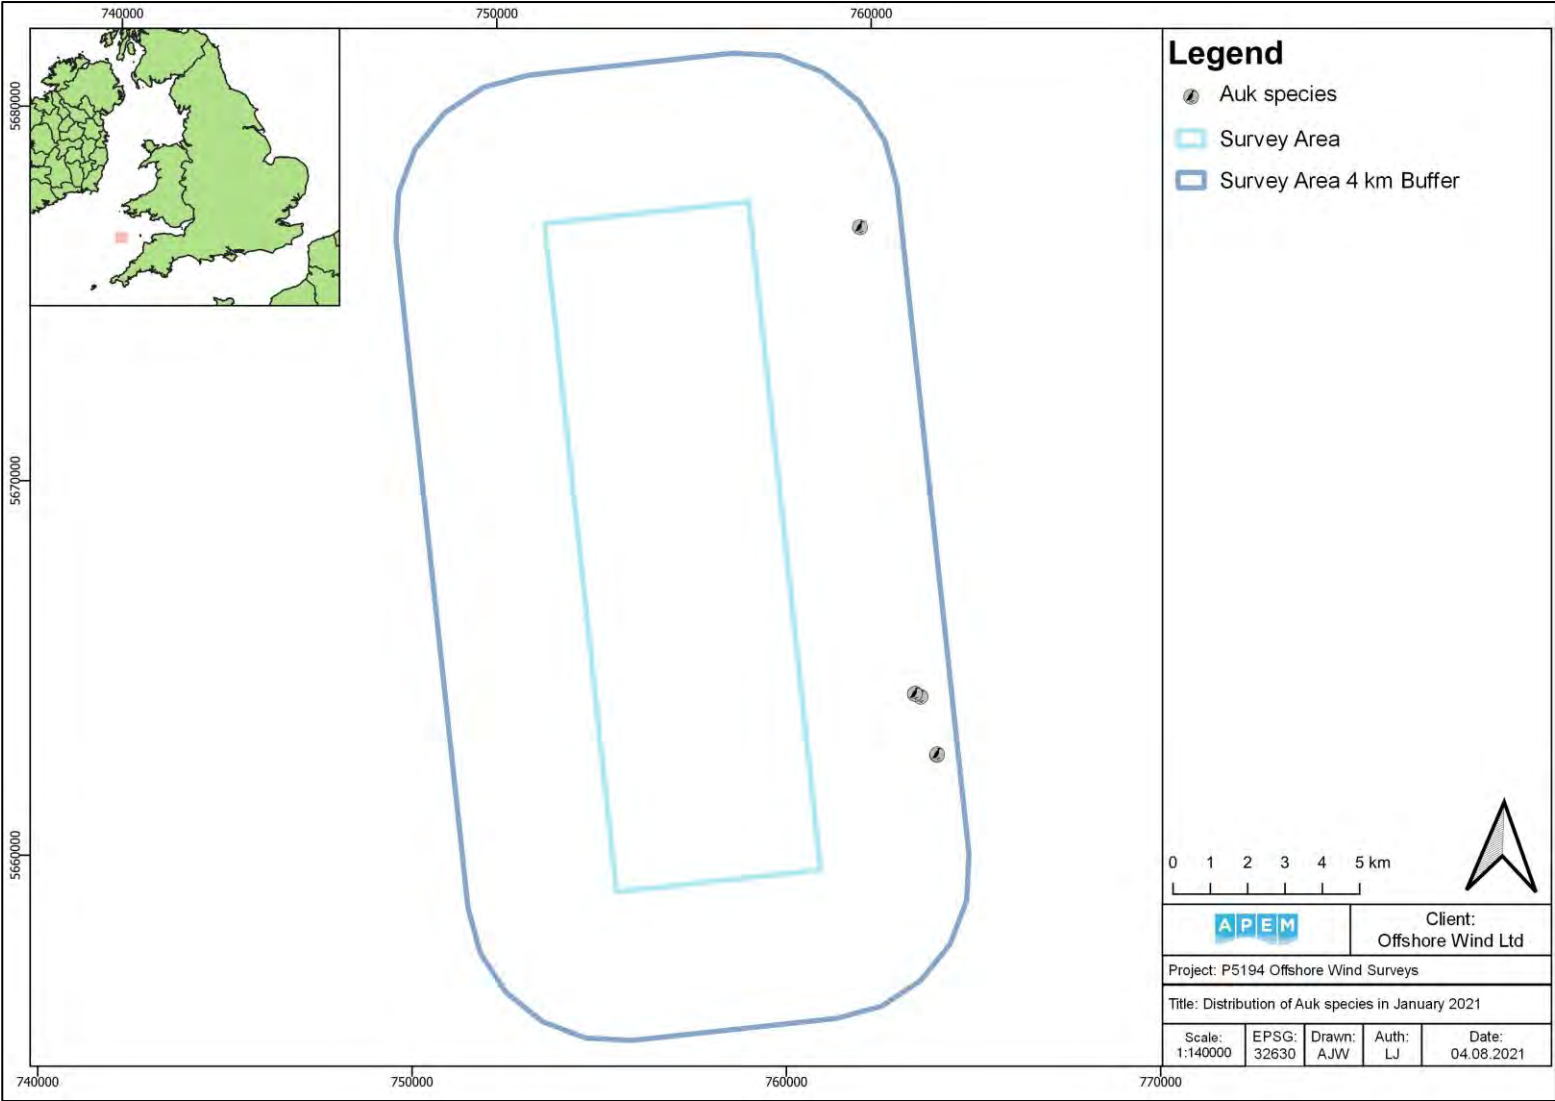 740000
750000
760000
5680000
5670000
5660000
740000
750000
760000
770000
Legend
Auk species
Survey Area
Survey Area 4 km Buffer
0 1 2 3 4 5 km
APEM
Client:
Offshore Wind Ltd
Project: P5194 Offshore Wind Surveys
Title: Distribution of Auk species in January 2021
Scale:
1:140000
EPSG:
32630
Drawn:
AJW
Auth:
LJ
Date:
04.08.2021